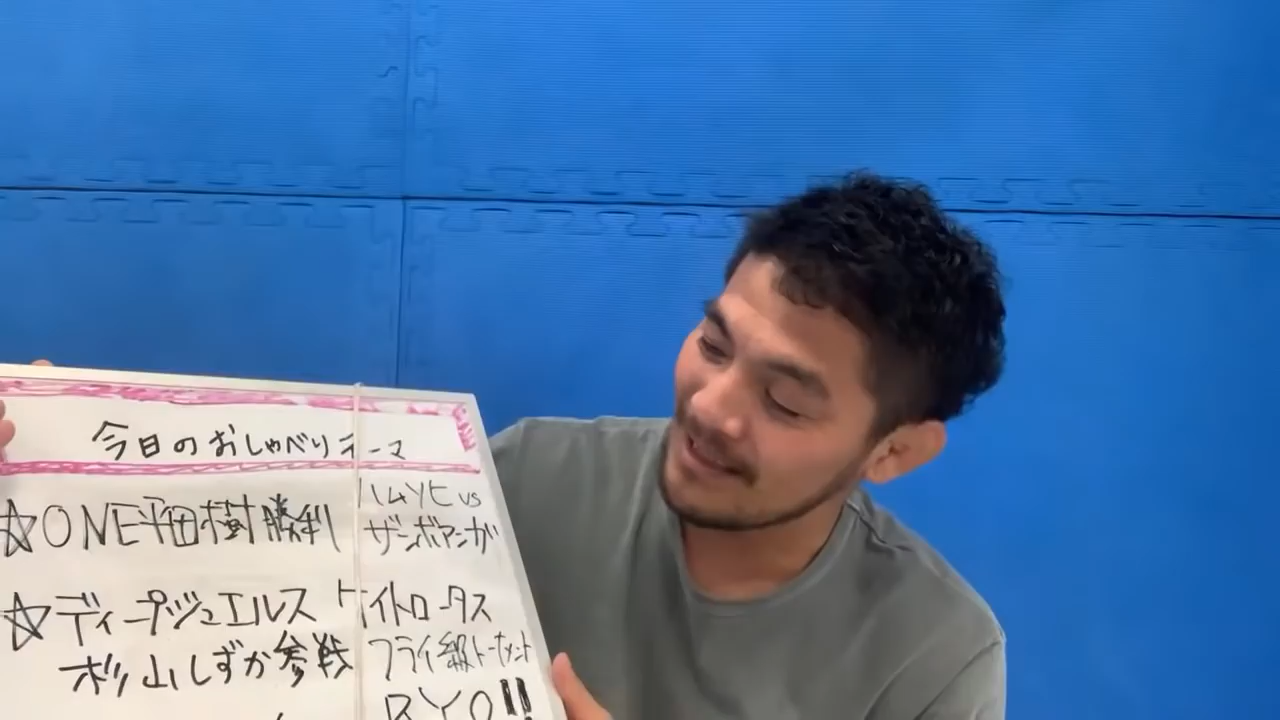 今日のおしゃべりテーマ
☆ONE平田樹勝利 ハムソヒvs
ザンボアンガ
☆ディープジュエルス ケイトロータス
杉山しずか参戦 フライ級トーナメント
RYO!!